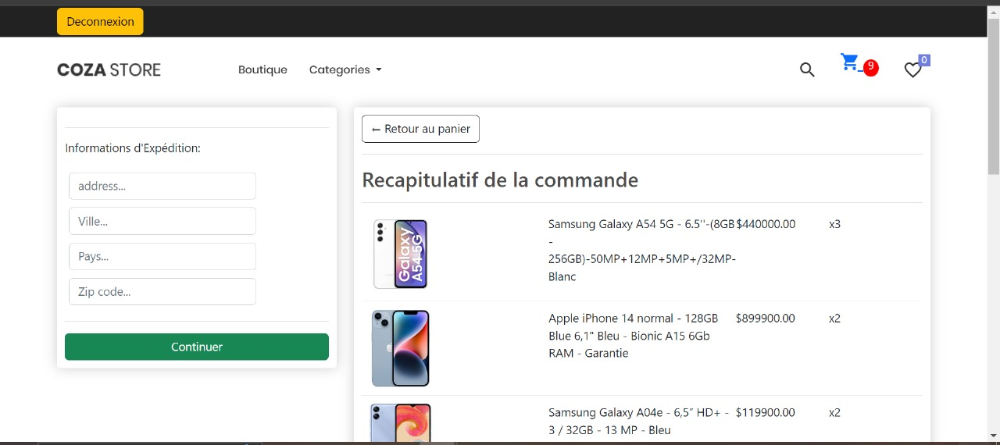 Deconnexion
COZA STORE
Boutique
Categories
9
0
Informations d'Expédition:
address...
Ville...
Pays...
Zip code...
Continuer
← Retour au panier
Recapitulatif de la commande
Galaxy
A54 5G
Samsung Galaxy A54 5G - 6.5''-(8GB $440000.00 x3
-
256GB)-50MP+12MP+5MP+/32MP-
Blanc
Apple iPhone 14 normal - 128GB $899900.00 x2
Blue 6,1" Bleu - Bionic A15 6Gb
RAM - Garantie
Samsung Galaxy A04e - 6,5” HD+ - $119900.00 x2
3 / 32GB - 13 MP - Bleu